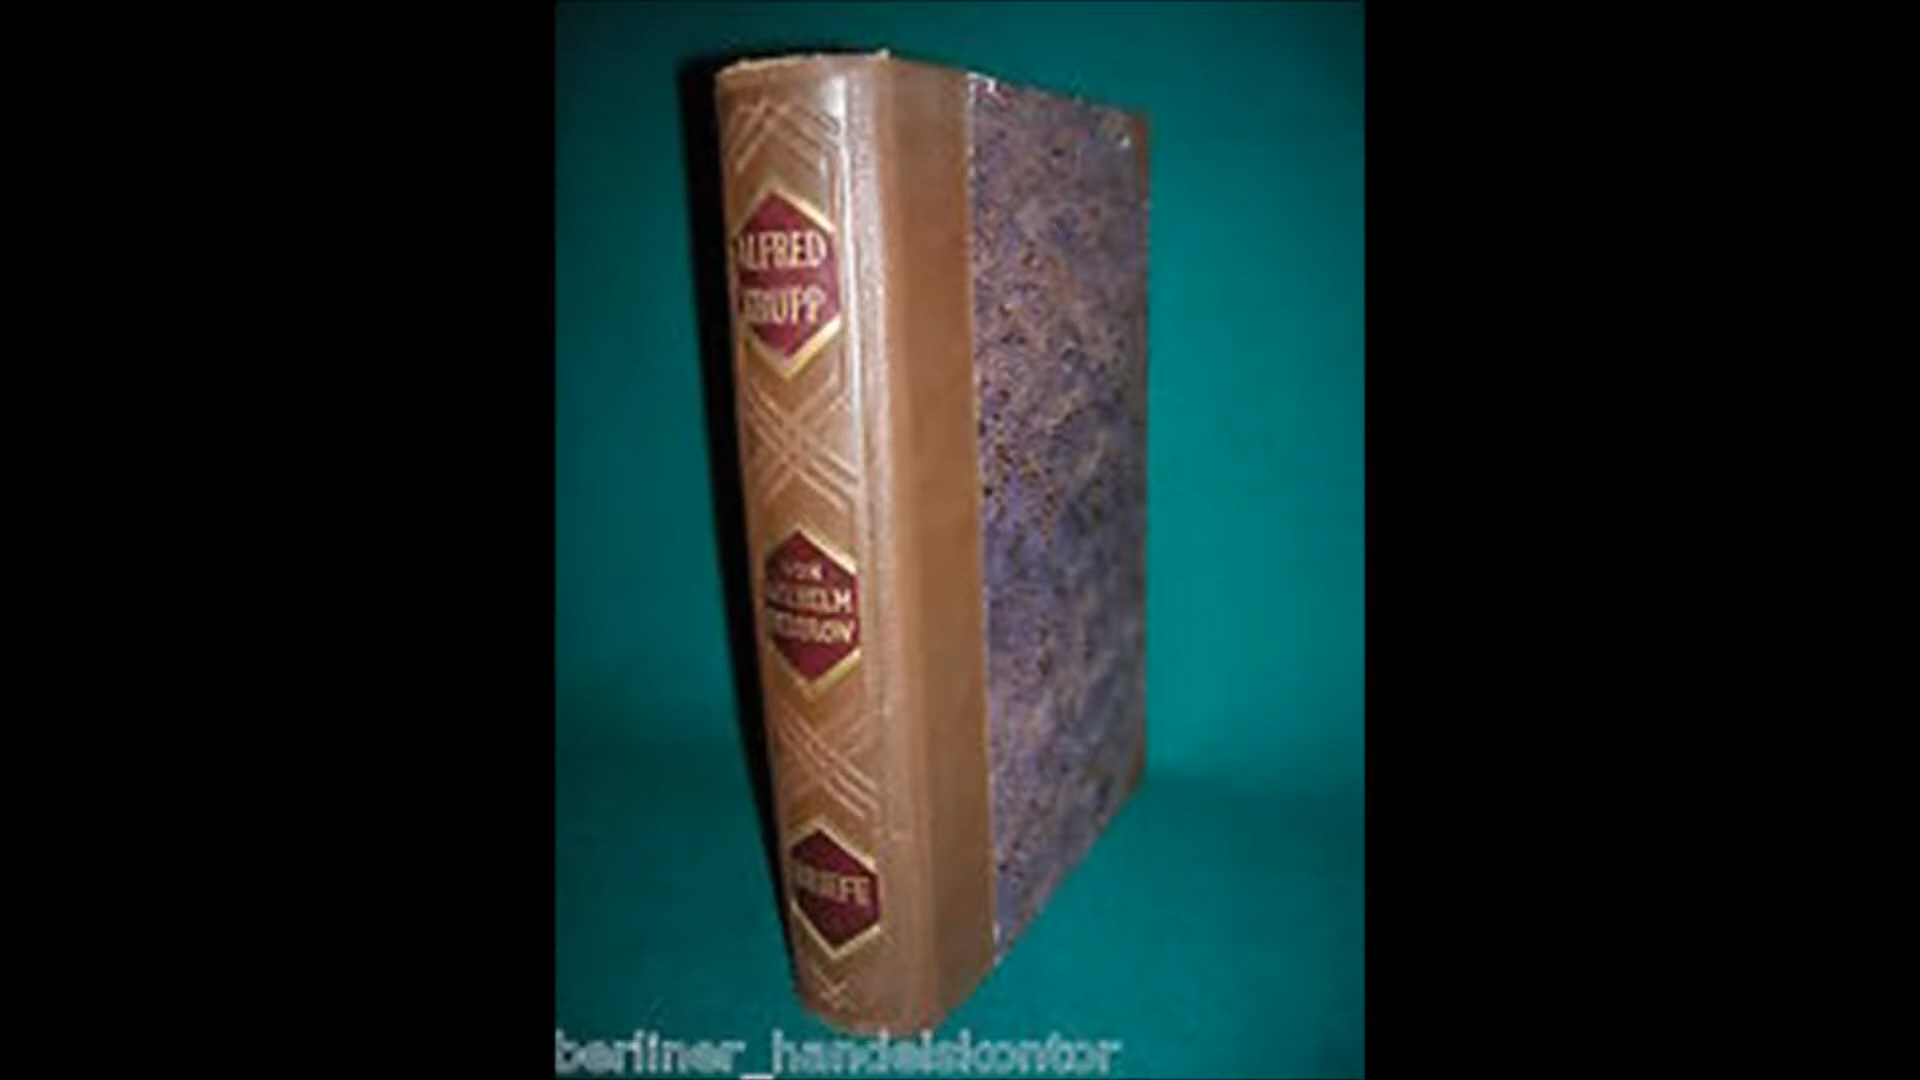 ALFRED
KRUPP
VON
WILHELM
BERDROW
BRIEFE
berliner_handelskontor